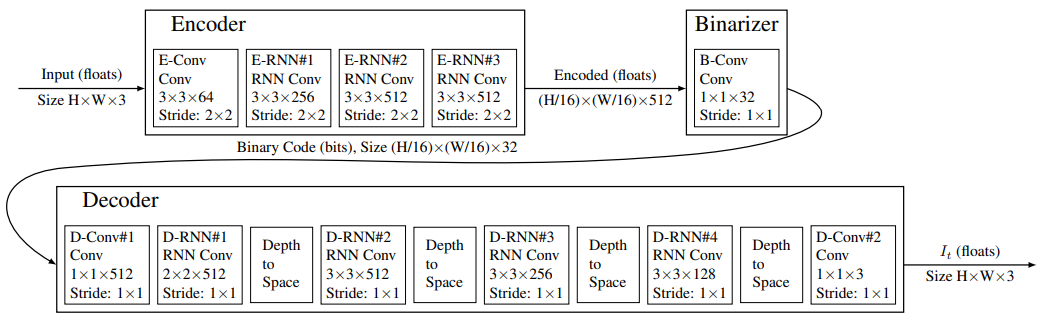 Encoder
Binarizer
Input (floats)
Size H×W×3
E-Conv
Conv
3×3×64
Stride: 2×2
E-RNN#1
RNN Conv
3×3×256
Stride: 2×2
E-RNN#2
RNN Conv
3×3×512
Stride: 2×2
E-RNN#3
RNN Conv
3×3×512
Stride: 2×2
Encoded (floats)
(H/16)×(W/16)×512
B-Conv
Conv
1×1×32
Stride: 1×1
Binary Code (bits), Size (H/16)×(W/16)×32
Decoder
D-Conv#1
Conv
1×1×512
Stride: 1×1
D-RNN#1
RNN Conv
2×2×512
Stride: 1×1
Depth
to
Space
D-RNN#2
RNN Conv
3×3×512
Stride: 1×1
Depth
to
Space
D-RNN#3
RNN Conv
3×3×256
Stride: 1×1
Depth
to
Space
D-RNN#4
RNN Conv
3×3×128
Stride: 1×1
Depth
to
Space
D-Conv#2
Conv
1×1×3
Stride: 1×1
I_t (floats)
Size H×W×3